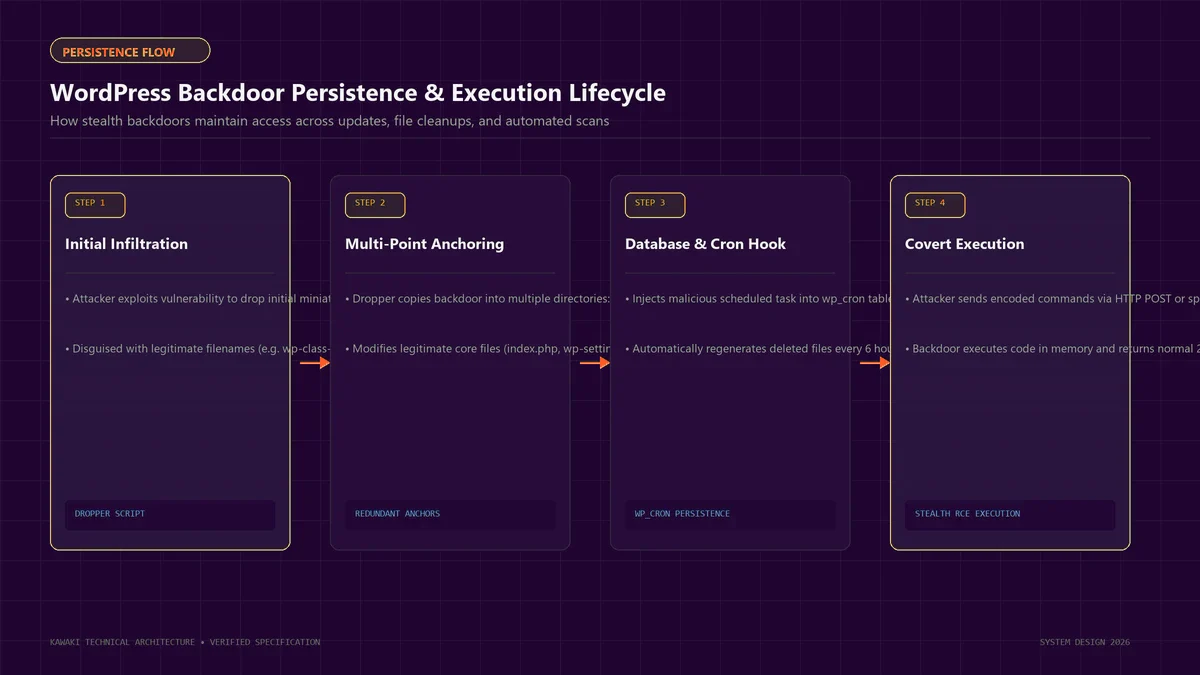 PERSISTENCE FLOW
WordPress Backdoor Persistence & Execution Lifecycle
How stealth backdoors maintain access across updates, file cleanups, and automated scans
STEP 1
Initial Infiltration
• Attacker exploits vulnerability to drop initial miniat
• Disguised with legitimate filenames (e.g. wp-class-
DROPPER SCRIPT
STEP 2
Multi-Point Anchoring
• Dropper copies backdoor into multiple directories:
• Modifies legitimate core files (index.php, wp-settin
REDUNDANT ANCHORS
STEP 3
Database & Cron Hook
• Injects malicious scheduled task into wp_cron table
• Automatically regenerates deleted files every 6 hou
WP_CRON PERSISTENCE
STEP 4
Covert Execution
• Attacker sends encoded commands via HTTP POST or sp
• Backdoor executes code in memory and returns normal 2
STEALTH RCE EXECUTION
KAWAKI TECHNICAL ARCHITECTURE • VERIFIED SPECIFICATION
SYSTEM DESIGN 2026